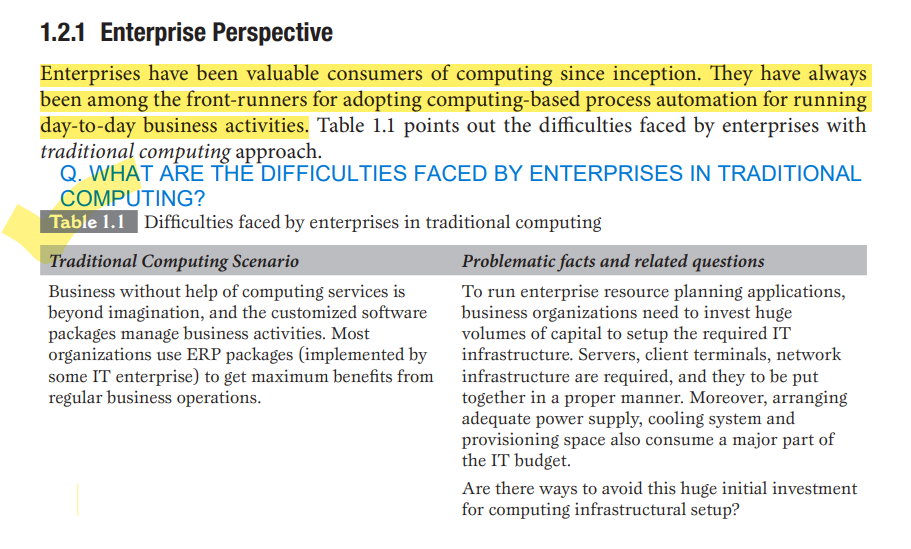 1.2.1 Enterprise Perspective
Enterprises have been valuable consumers of computing since inception. They have always
been among the front-runners for adopting computing-based process automation for running
day-to-day business activities. Table 1.1 points out the difficulties faced by enterprises with
traditional computing approach.
Q. WHAT ARE THE DIFFICULTIES FACED BY ENTERPRISES IN TRADITIONAL
COMPUTING?
Table 1.1 Difficulties faced by enterprises in traditional computing
Traditional Computing Scenario
Business without help of computing services is
beyond imagination, and the customized software
packages manage business activities. Most
organizations use ERP packages (implemented by
some IT enterprise) to get maximum benefits from
regular business operations.
Problematic facts and related questions
To run enterprise resource planning applications,
business organizations need to invest huge
volumes of capital to setup the required IT
infrastructure. Servers, client terminals, network
infrastructure are required, and they to be put
together in a proper manner. Moreover, arranging
adequate power supply, cooling system and
provisioning space also consume a major part of
the IT budget.
Are there ways to avoid this huge initial investment
for computing infrastructural setup?